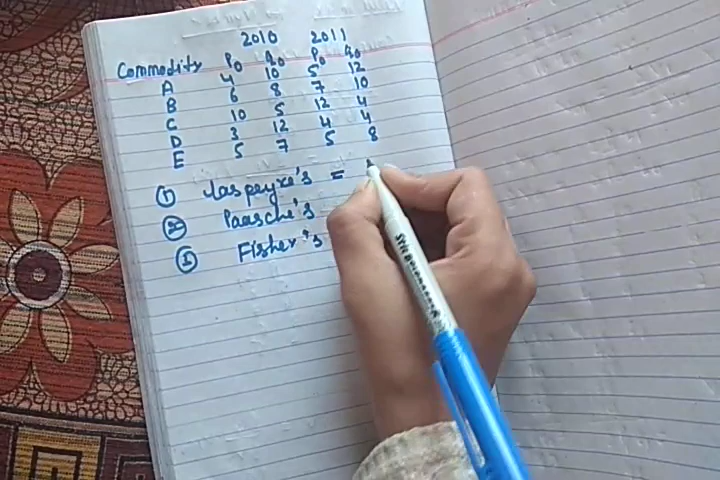 2010 2011
Commodity P0 Q0 P0 Q0
A 4 10 5 12
B 6 8 7 10
C 10 5 12 4
D 3 12 4 4
E 5 7 5 8
① Laspeyre's =
② Paasche's
③ Fisher's